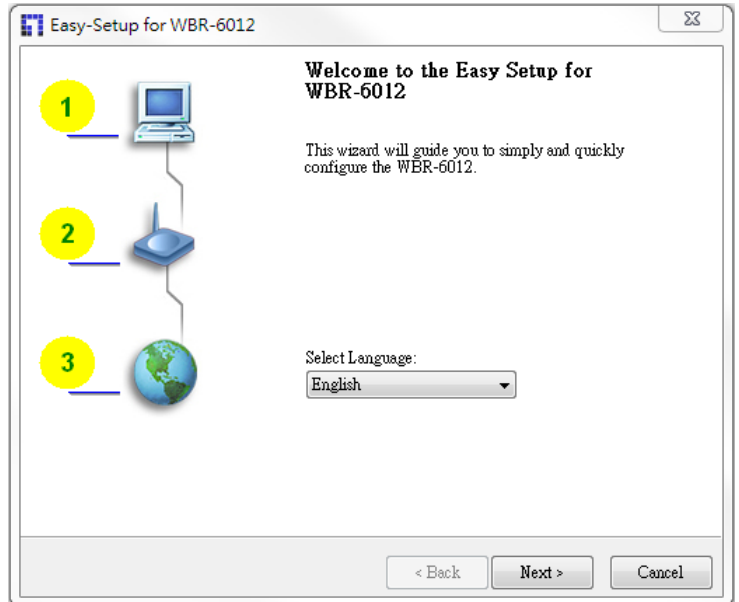 Easy-Setup for WBR-6012
Welcome to the Easy Setup for
WBR-6012
1
This wizard will guide you to simply and quickly
configure the WBR-6012.
2
3
Select Language:
English
< Back
Next >
Cancel